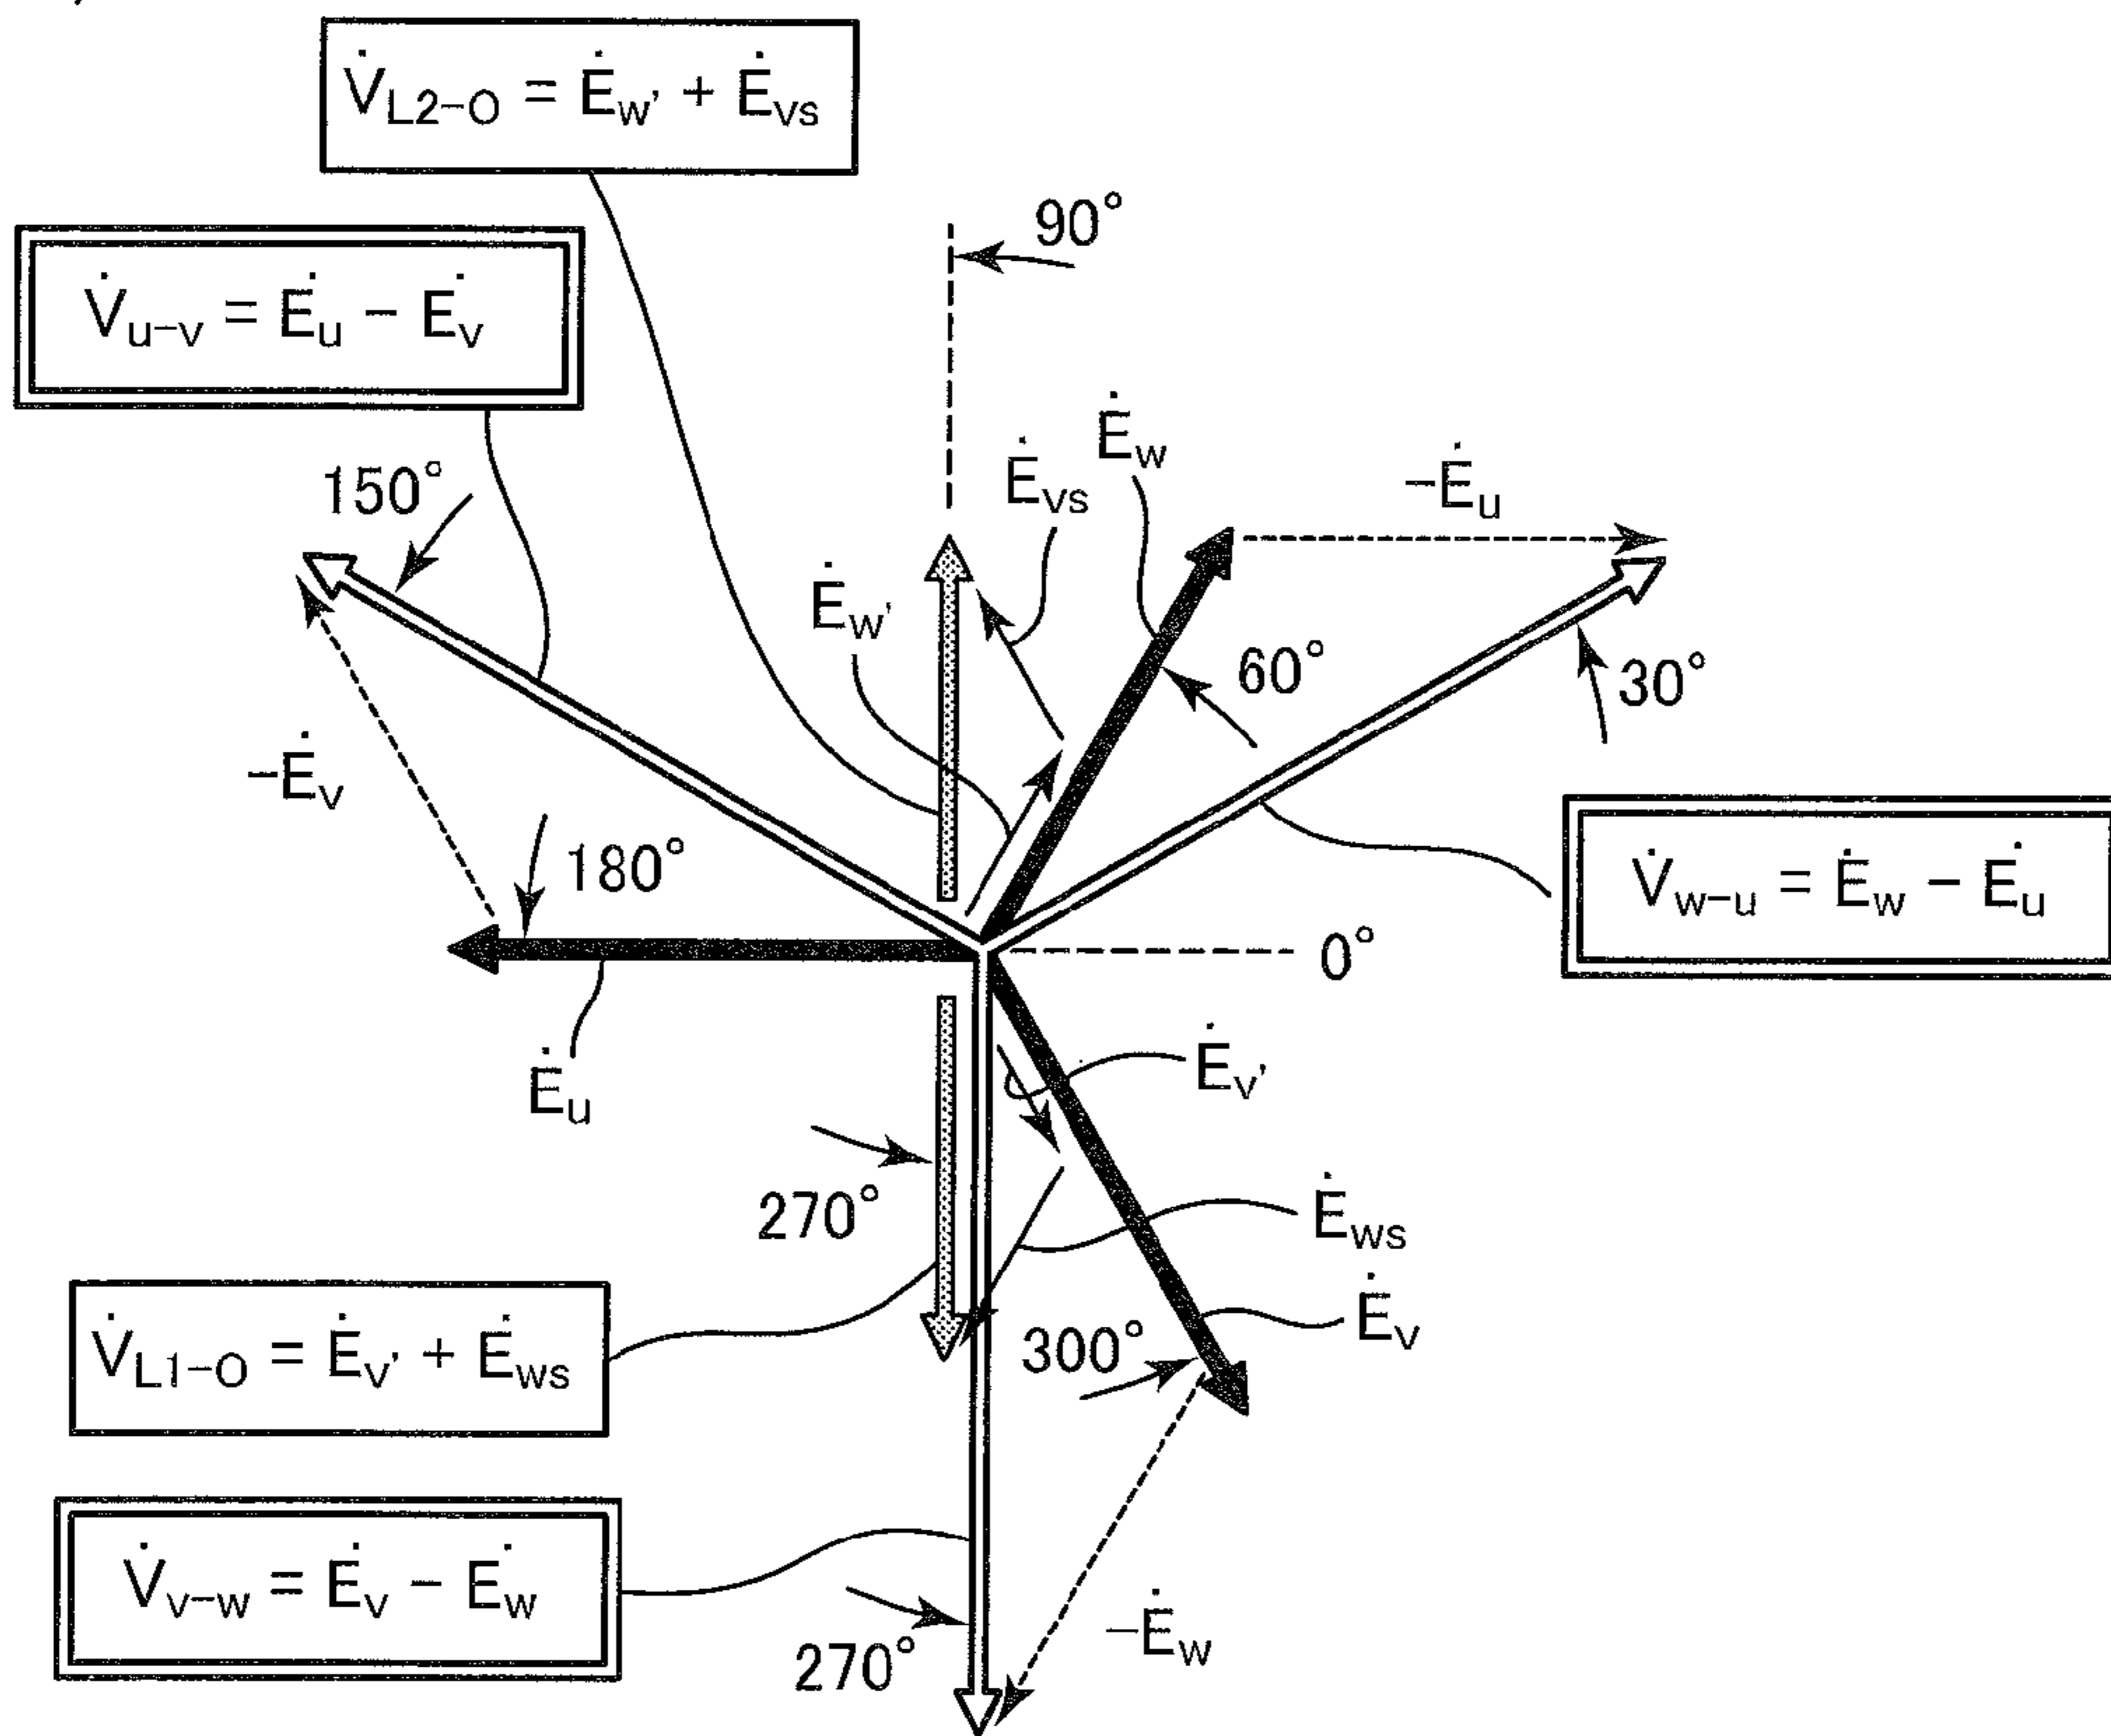 V̇L2-O = Ėw' + Ėvs
V̇u-v = Ėu - Ėv
90°
150°
Ėvs
Ėw
-Ėu
Ėw'
60°
30°
-Ėv
180°
V̇w-u = Ėw - Ėu
0°
Ėu
Ėv'
270°
Ėws
V̇L1-O = Ėv' + Ėws
300°
Ėv
V̇v-w = Ėv - Ėw
270°
-Ėw